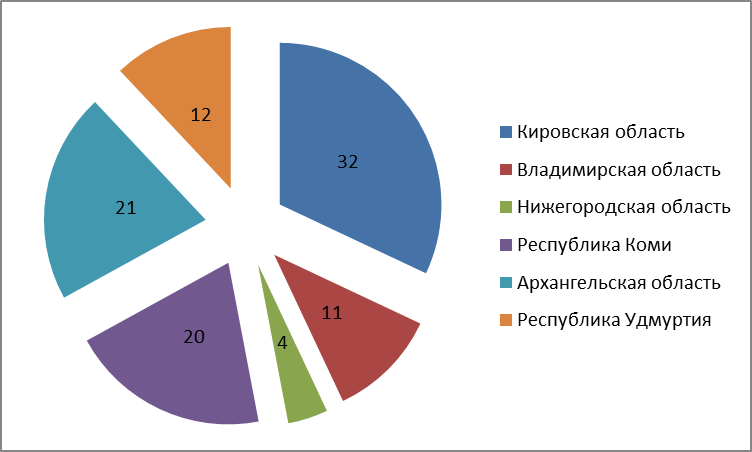 12
32
21
11
20
4
Кировская область
Владимирская область
Нижегородская область
Республика Коми
Архангельская область
Республика Удмуртия